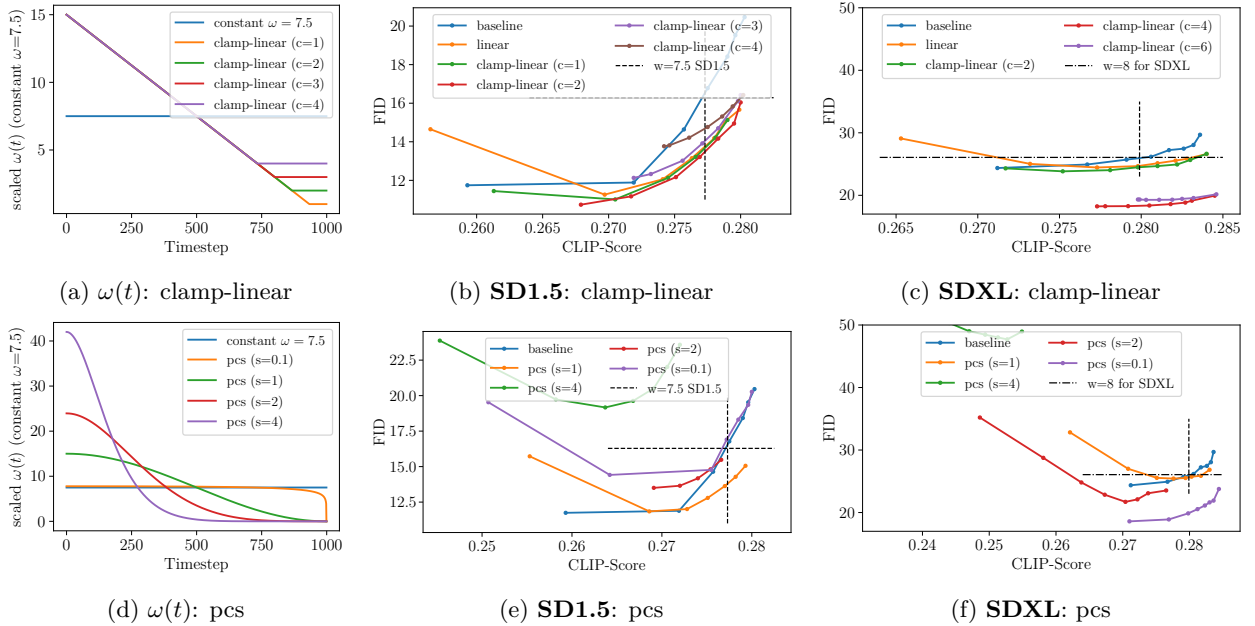 scaled ω(t) (constant ω=7.5)
15
5
constant ω = 7.5
clamp-linear (c=1)
clamp-linear (c=2)
clamp-linear (c=3)
clamp-linear (c=4)
0 250 500 750 1000
Timestep
(a) ω(t): clamp-linear
FID
20
18
16
14
12
baseline
linear
clamp-linear (c=1)
clamp-linear (c=2)
clamp-linear (c=3)
clamp-linear (c=4)
w=7.5 SD1.5
0.260 0.265 0.270 0.275 0.280
CLIP-Score
(b) SD1.5: clamp-linear
FID
50
40
30
20
baseline
linear
clamp-linear (c=2)
clamp-linear (c=4)
clamp-linear (c=6)
w=8 for SDXL
0.265 0.270 0.275 0.280 0.285
CLIP-Score
(c) SDXL: clamp-linear
scaled ω(t) (constant ω=7.5)
40
30
20
10
0
constant ω = 7.5
pcs (s=0.1)
pcs (s=1)
pcs (s=2)
pcs (s=4)
0 250 500 750 1000
Timestep
(d) ω(t): pcs
FID
22.5
20.0
17.5
15.0
12.5
baseline
pcs (s=1)
pcs (s=4)
pcs (s=2)
pcs (s=0.1)
w=7.5 SD1.5
0.25 0.26 0.27 0.28
CLIP-Score
(e) SD1.5: pcs
FID
50
40
30
20
baseline
pcs (s=1)
pcs (s=4)
pcs (s=2)
pcs (s=0.1)
w=8 for SDXL
0.24 0.25 0.26 0.27 0.28
CLIP-Score
(f) SDXL: pcs